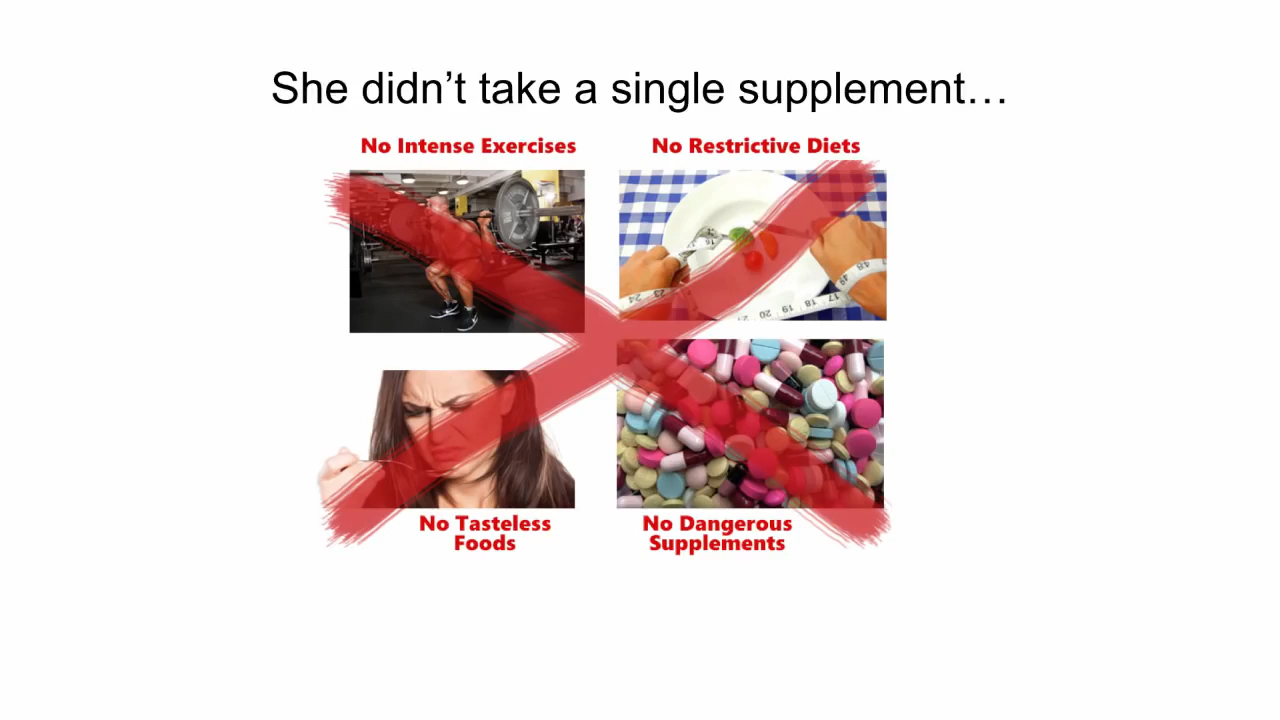 She didn’t take a single supplement…
No Intense Exercises
No Restrictive Diets
No Tasteless
Foods
No Dangerous
Supplements